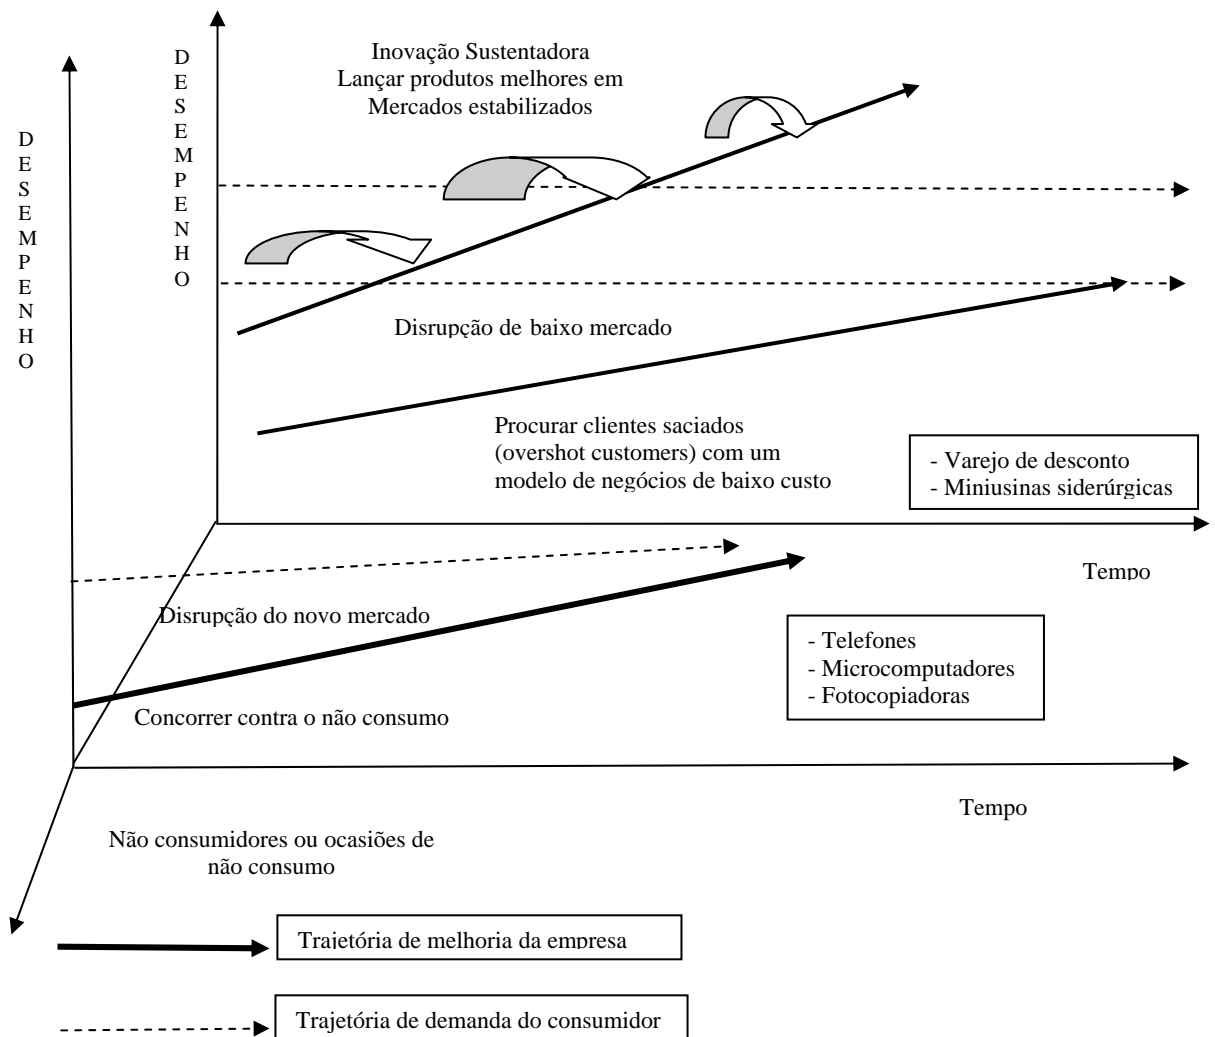 DESEMPENHO
DESEMPENHO
Inovação Sustentadora
Lançar produtos melhores em
Mercados estabilizados
Disrupção de baixo mercado
Procurar clientes saciados
(overshot customers) com um
modelo de negócios de baixo custo
- Varejo de desconto
- Miniusinas siderúrgicas
Tempo
Disrupção do novo mercado
- Telefones
- Microcomputadores
- Fotocopiadoras
Concorrer contra o não consumo
Tempo
Não consumidores ou ocasiões de
não consumo
Trajetória de melhoria da empresa
Trajetória de demanda do consumidor